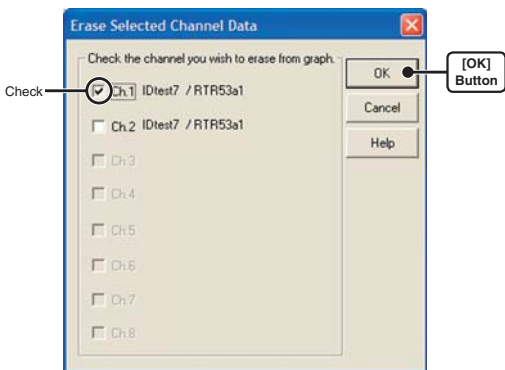 Erase Selected Channel Data
Check the channel you wish to erase from graph.
OK
[OK]
Button
Check
Ch.1 IDtest7 / RTR53a1
Cancel
Ch.2 IDtest7 / RTR53a1
Help
Ch.3
Ch.4
Ch.5
Ch.6
Ch.7
Ch.8